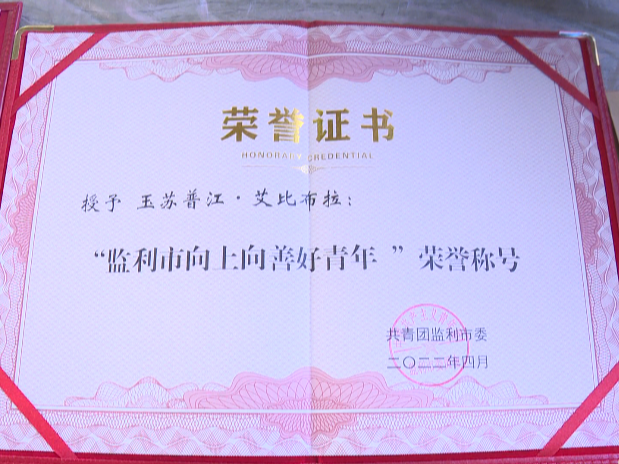 荣誉证书
HONORARY CREDENTIAL
授予 玉苏普江·艾比布拉：
“监利市向上向善好青年 ”荣誉称号
共青团监利市委
二〇二二年四月